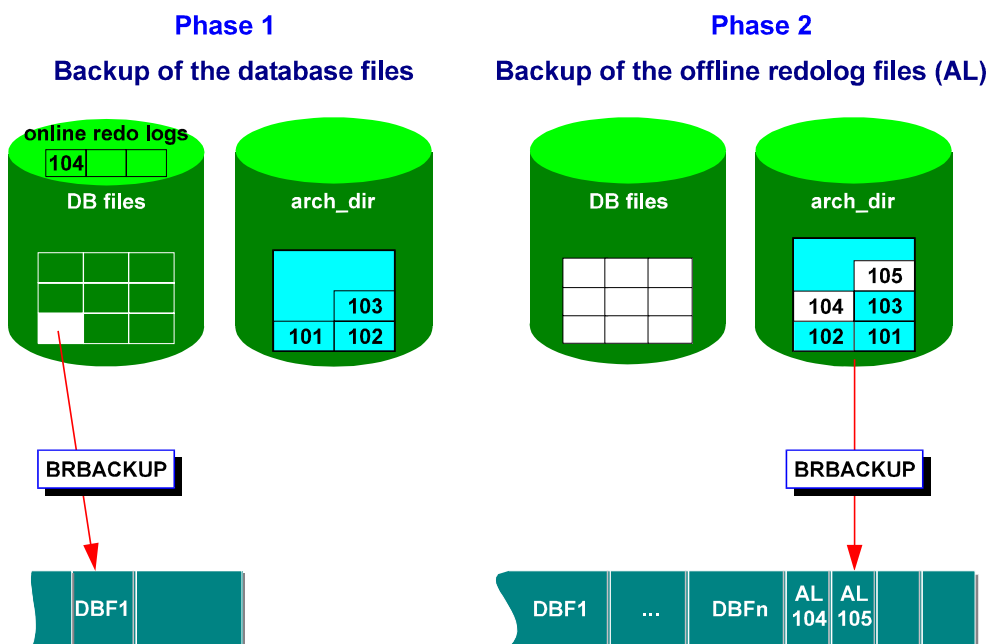 Phase 1
Backup of the database files
online redo logs
104
DB files
arch_dir
103
101 102
BRBACKUP
DBF1
Phase 2
Backup of the offline redolog files (AL)
DB files
arch_dir
105
104 103
102 101
BRBACKUP
DBF1 ... DBFn AL 104 AL 105